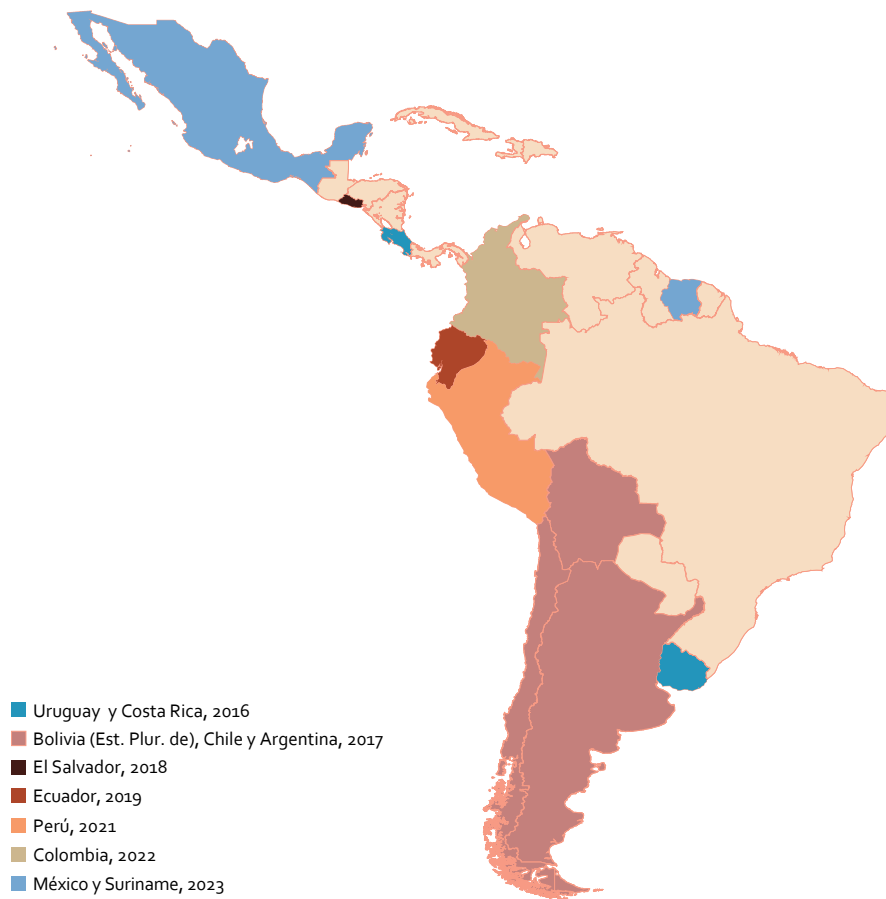 Uruguay y Costa Rica, 2016
Bolivia (Est. Plur. de), Chile y Argentina, 2017
El Salvador, 2018
Ecuador, 2019
Perú, 2021
Colombia, 2022
México y Suriname, 2023